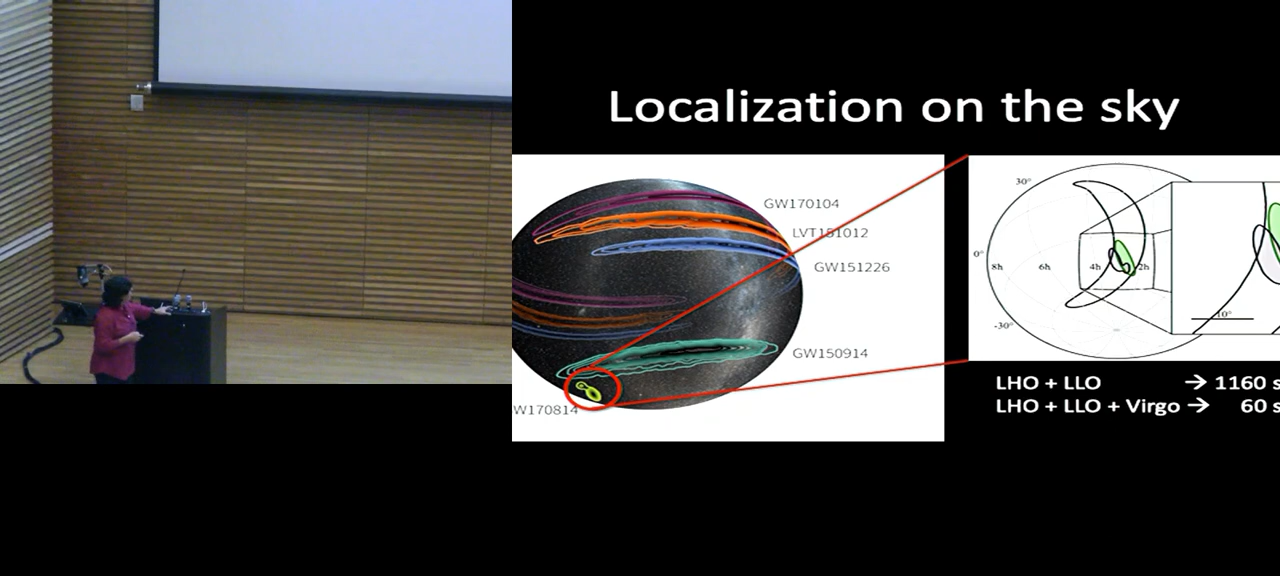 Localization on the sky
GW170104
LVT151012
GW151226
GW150914
W170814
30°
0°
8h
6h
4h
2h
-30°
10°
LHO + LLO → 1160 s
LHO + LLO + Virgo → 60 s